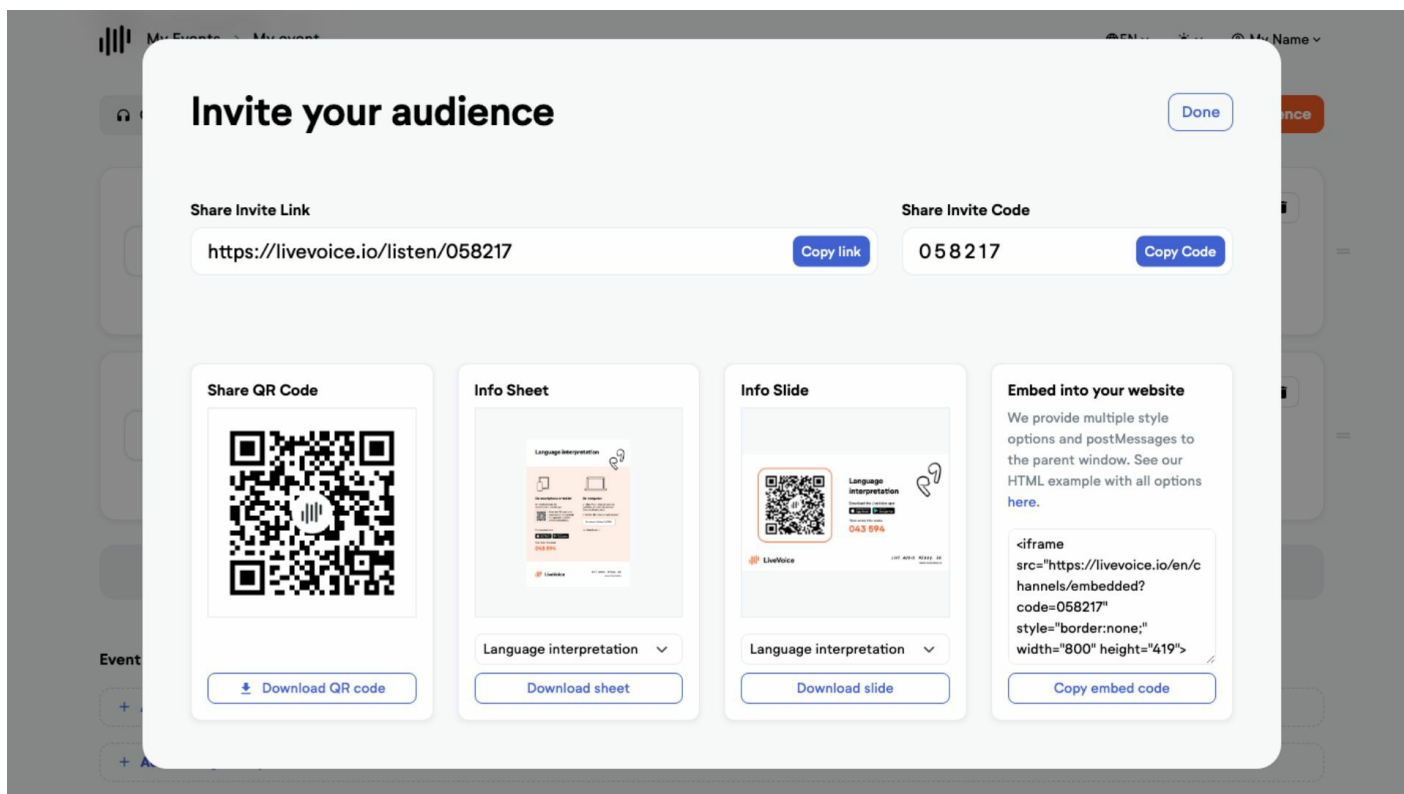 My Events > My event
EN
My Name
ence
Invite your audience
Done
Share Invite Link
https://livevoice.io/listen/058217
Copy link
Share Invite Code
058217
Copy Code
Share QR Code
Download QR code
Info Sheet
Language interpretation
LiveVoice
Language interpretation
Download sheet
Info Slide
Language
interpretation
043 594
LiveVoice
Language interpretation
Download slide
Embed into your website
We provide multiple style
options and postMessages to
the parent window. See our
HTML example with all options
here.
<iframe
src="https://livevoice.io/en/c
hannels/embedded?
code=058217"
style="border:none;"
width="800" height="419">
Copy embed code
Event
+
+ A